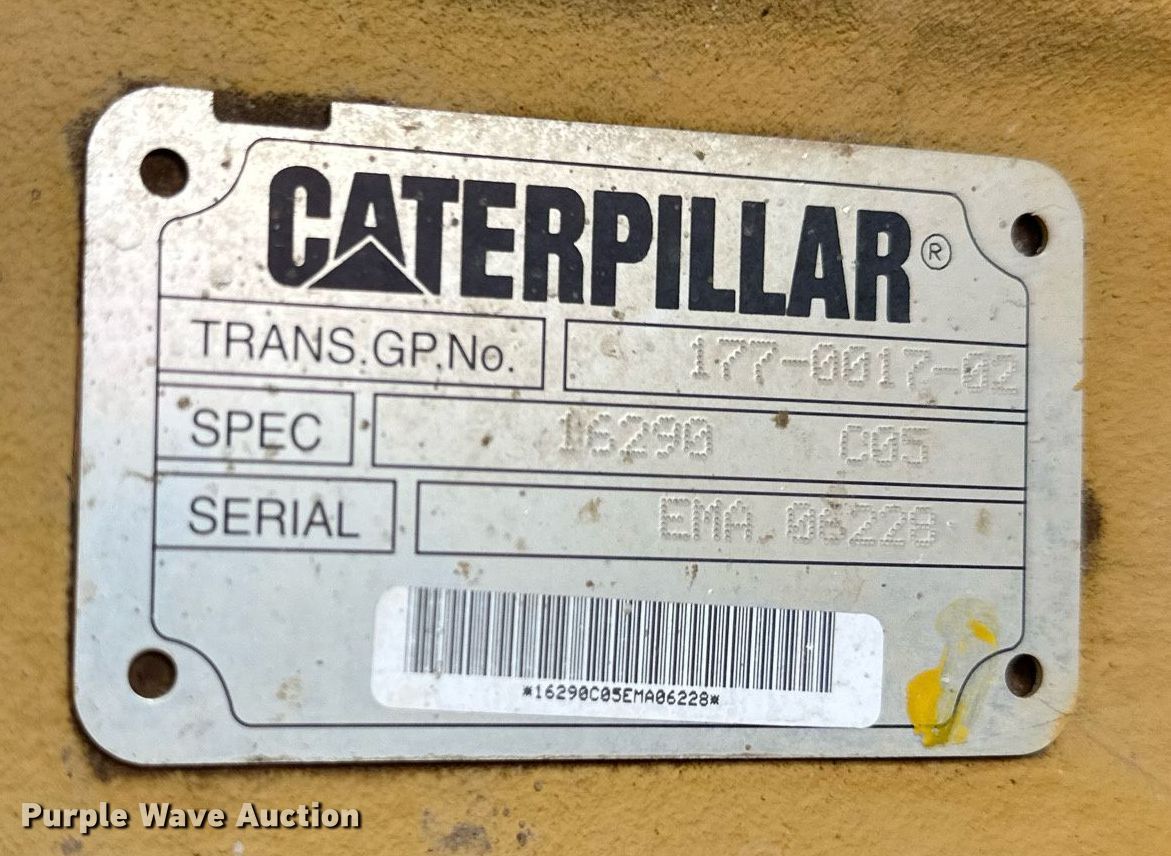 CATERPILLAR®
TRANS.GP.No. 177-0017-02
SPEC 16290 C05
SERIAL EMA 06228
*16290C05EMA06228*
Purple Wave Auction